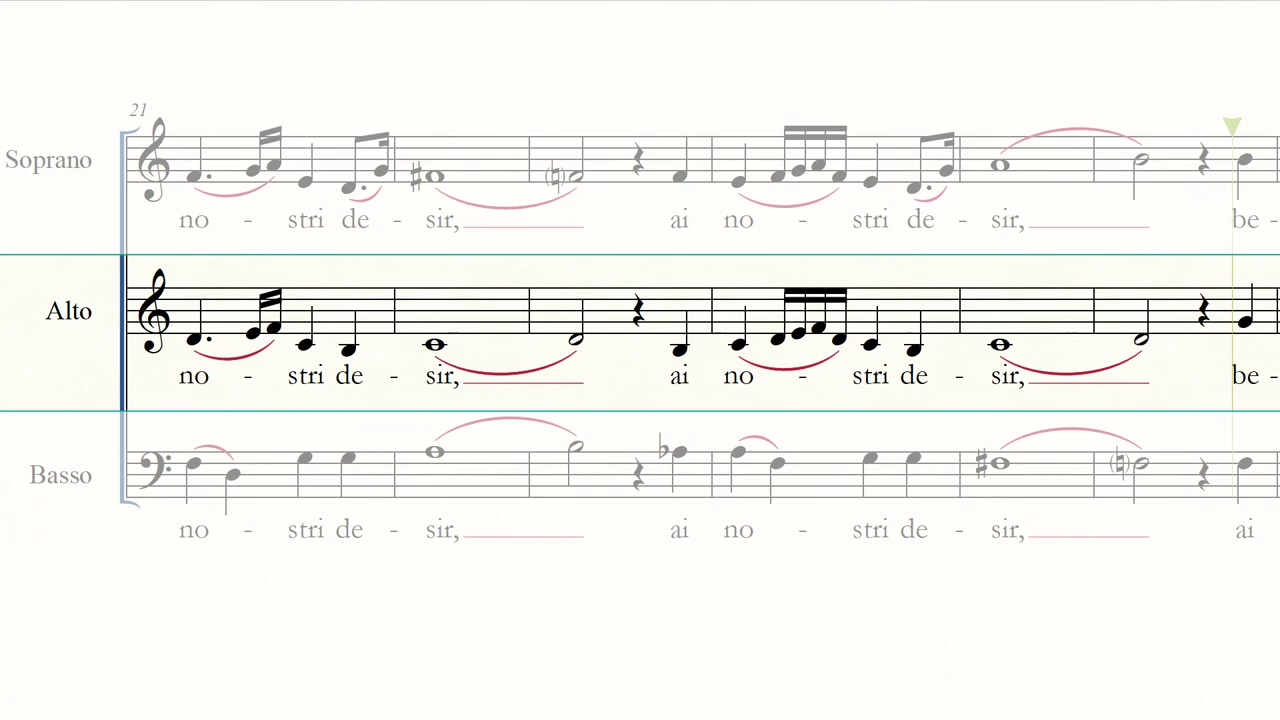 21
Soprano
no - stri de - sir, ai no - stri de - sir, be -
Alto
no - stri de - sir, ai no - stri de - sir, be -
Basso
no - stri de - sir, ai no - stri de - sir, ai